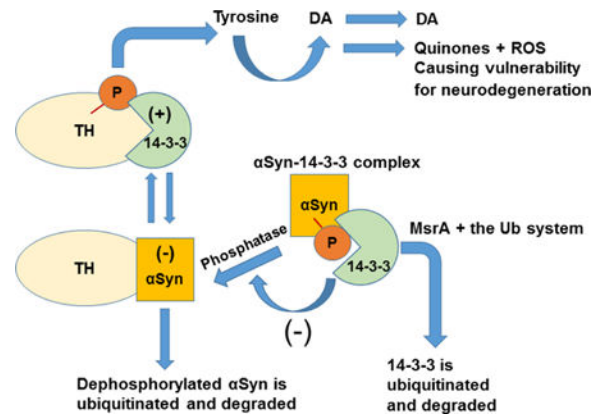 Tyrosine
DA
DA
Quinones + ROS
Causing vulnerability
for neurodegeneration
P
(+)
TH
14-3-3
αSyn-14-3-3 complex
αSyn
P
14-3-3
MsrA + the Ub system
Phosphatase
(-)
TH
αSyn
(-)
Dephosphorylated αSyn is
ubiquitinated and degraded
14-3-3 is
ubiquitinated
and degraded